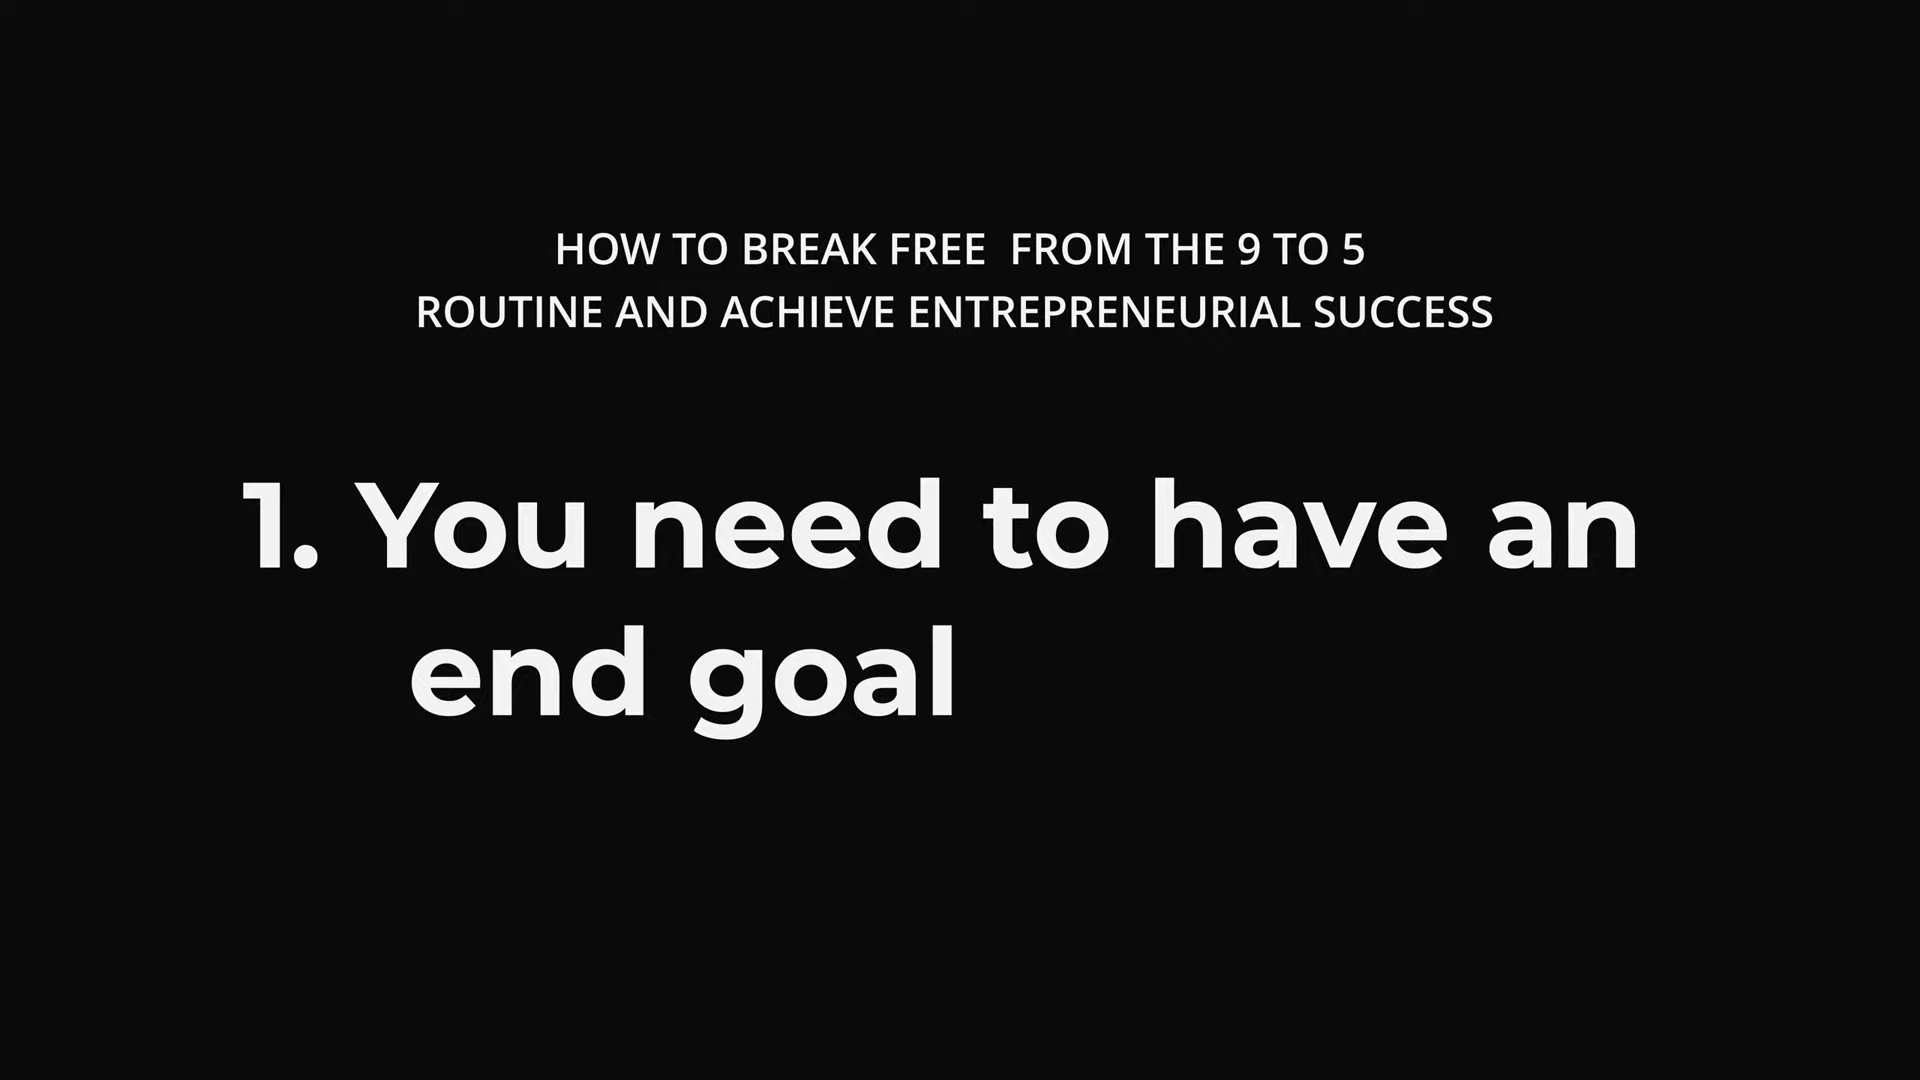 HOW TO BREAK FREE  FROM THE 9 TO 5
ROUTINE AND ACHIEVE ENTREPRENEURIAL SUCCESS
1. You need to have an
end goal